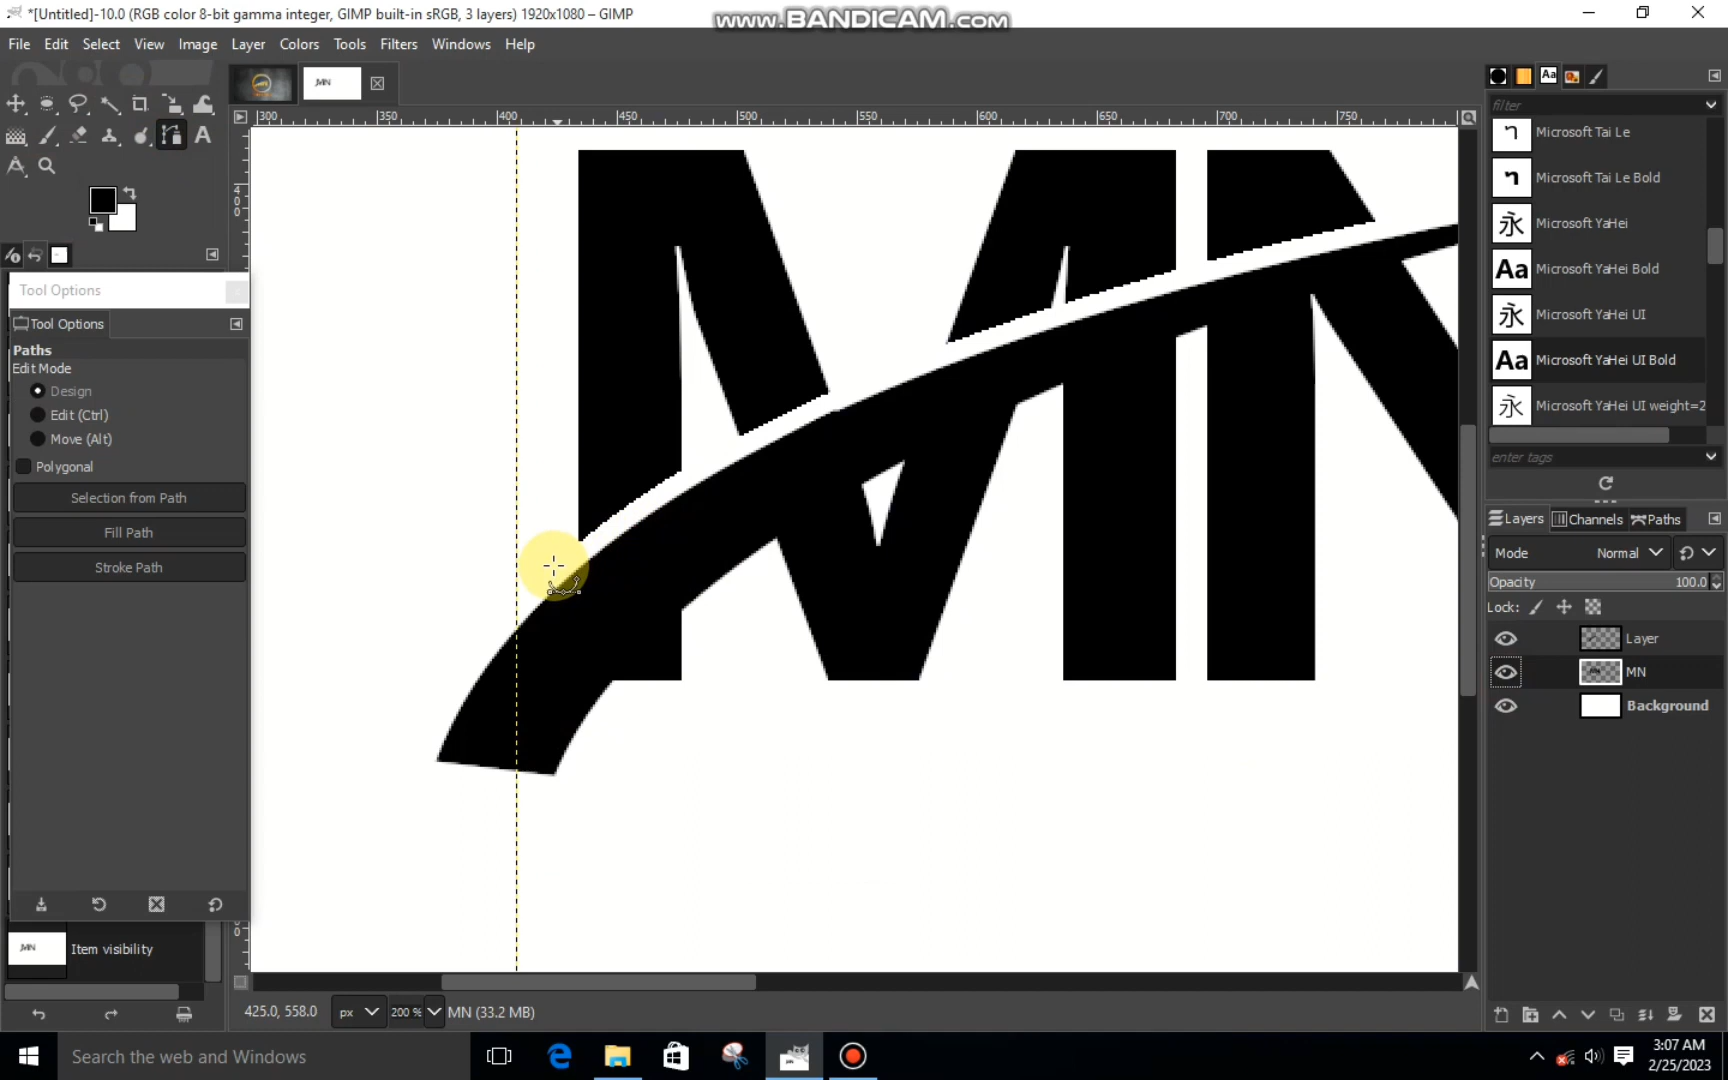 *[Untitled]-10.0 (RGB color 8-bit gamma integer, GIMP built-in sRGB, 3 layers) 1920x1080 – GIMP
www.BANDICAM.com
File Edit Select View Image Layer Colors Tools Filters Windows Help
300 350 400 450 500 550 600 650 700 750
400
Tool Options
Tool Options
Paths
Edit Mode
Design
Edit (Ctrl)
Move (Alt)
Polygonal
Selection from Path
Fill Path
Stroke Path
Item visibility
MN
filter
Microsoft Tai Le
Microsoft Tai Le Bold
永 Microsoft YaHei
Aa Microsoft YaHei Bold
永 Microsoft YaHei UI
Aa Microsoft YaHei UI Bold
永 Microsoft YaHei UI weight=2
enter tags
Layers Channels Paths
Mode Normal
Opacity 100.0
Lock:
Layer
MN
Background
425.0, 558.0 px 200 % MN (33.2 MB)
Search the web and Windows
3:07 AM
2/25/2023